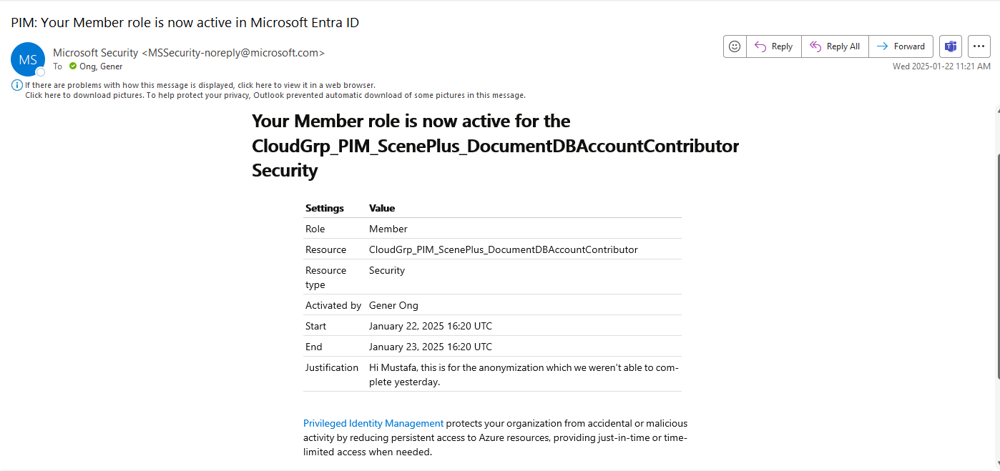 PIM: Your Member role is now active in Microsoft Entra ID
MS
Microsoft Security <MSSecurity-noreply@microsoft.com>
To Ong, Gener
Reply
Reply All
Forward
Wed 2025-01-22 11:21 AM
If there are problems with how this message is displayed, click here to view it in a web browser.
Click here to download pictures. To help protect your privacy, Outlook prevented automatic download of some pictures in this message.
Your Member role is now active for the
CloudGrp_PIM_ScenePlus_DocumentDBAccountContributor
Security
Settings Value
Role Member
Resource CloudGrp_PIM_ScenePlus_DocumentDBAccountContributor
Resource Security
type
Activated by Gener Ong
Start January 22, 2025 16:20 UTC
End January 23, 2025 16:20 UTC
Justification Hi Mustafa, this is for the anonymization which we weren't able to com-
plete yesterday.
Privileged Identity Management protects your organization from accidental or malicious
activity by reducing persistent access to Azure resources, providing just-in-time or time-
limited access when needed.